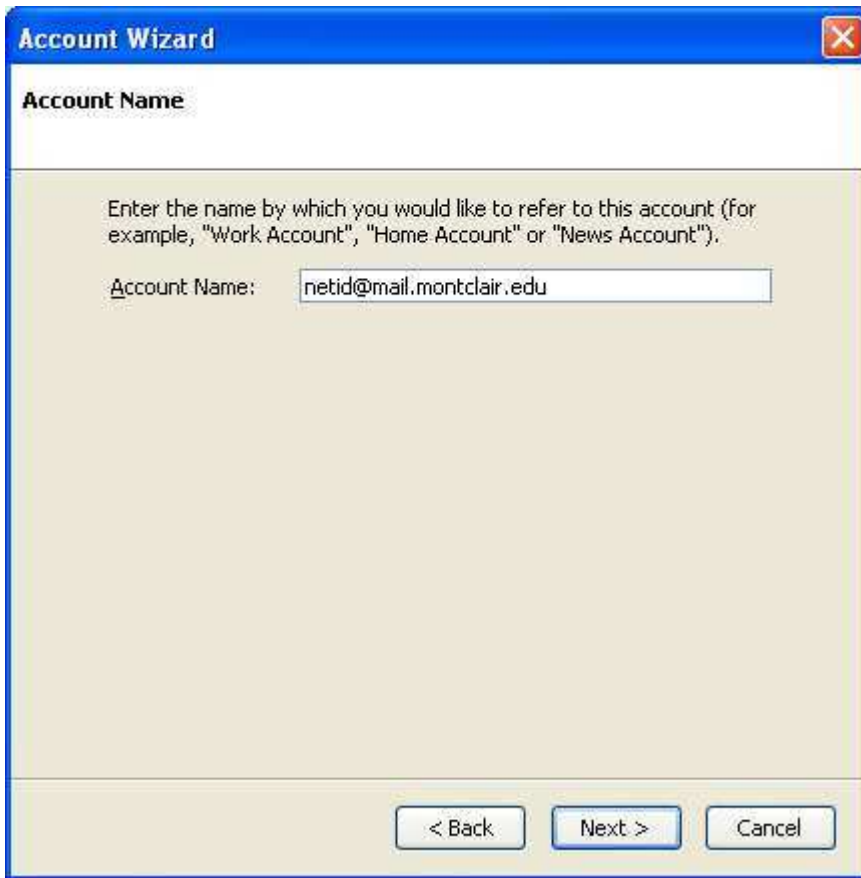 Account Wizard
Account Name
Enter the name by which you would like to refer to this account (for
example, "Work Account", "Home Account" or "News Account").
Account Name: netid@mail.montclair.edu
< Back Next > Cancel